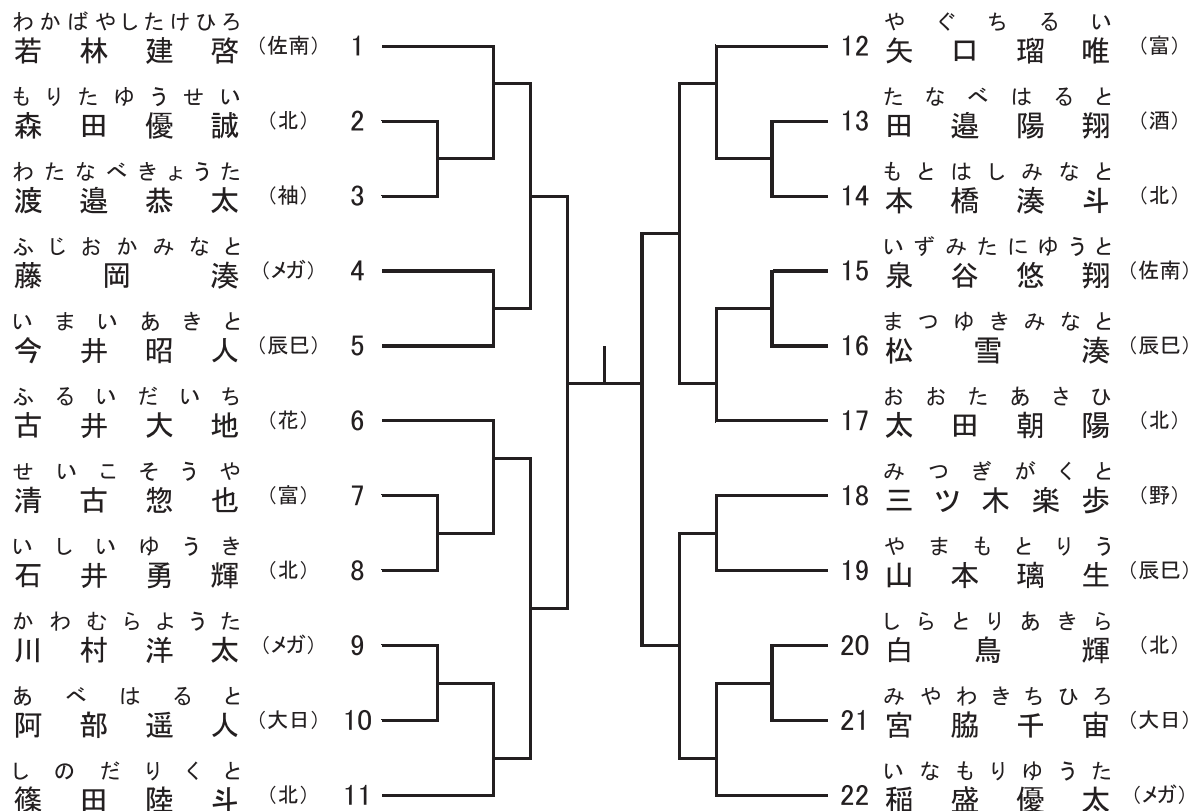 わかばやしたけひろ
若林建啓 （佐南） 1
もりたゆうせい
森田優誠 （北） 2
わたなべきょうた
渡邉恭太 （袖） 3
ふじおかみなと
藤岡湊 （メガ） 4
いまいあきと
今井昭人 （辰巳） 5
ふるいだいち
古井大地 （花） 6
せいこそうや
清古惣也 （富） 7
いしいゆうき
石井勇輝 （北） 8
かわむらようた
川村洋太 （メガ） 9
あべはると
阿部遥人 （大日） 10
しのだりくと
篠田陸斗 （北） 11
やぐちるい
12 矢口瑠唯 （富）
たなべはると
13 田邉陽翔 （酒）
もとはしみなと
14 本橋湊斗 （北）
いずみたにゆうと
15 泉谷悠翔 （佐南）
まつゆきみなと
16 松雪湊 （辰巳）
おおたあさひ
17 太田朝陽 （北）
みつぎがくと
18 三ツ木楽歩 （野）
やまもとりう
19 山本璃生 （辰巳）
しらとりあきら
20 白鳥輝 （北）
みやわきちひろ
21 宮脇千宙 （大日）
いなもりゆうた
22 稲盛優太 （メガ）